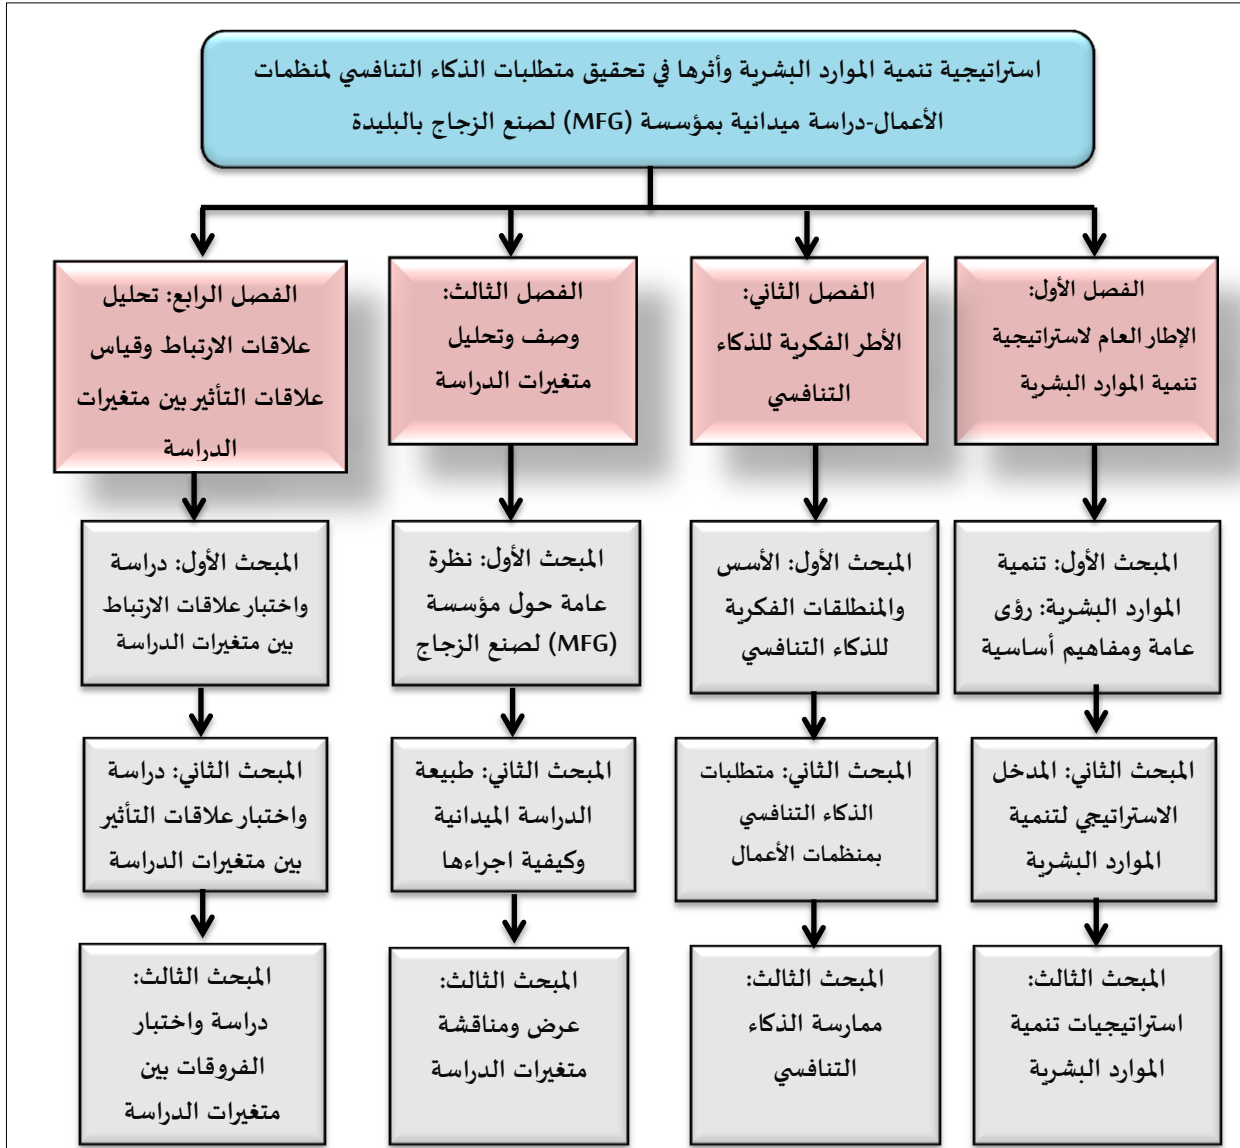 استراتيجية تنمية الموارد البشرية وأثرها في تحقيق متطلبات الذكاء التنافسي لمنظمات
الأعمال-دراسة ميدانية بمؤسسة (MFG) لصنع الزجاج بالبليدة
الفصل الأول:
الإطار العام لاستراتيجية
تنمية الموارد البشرية
الفصل الثاني:
الأطر الفكرية للذكاء
التنافسي
الفصل الثالث:
وصف وتحليل
متغيرات الدراسة
الفصل الرابع: تحليل
علاقات الارتباط وقياس
علاقات التأثير بين متغيرات
الدراسة
المبحث الأول: تنمية
الموارد البشرية: رؤى
عامة ومفاهيم أساسية
المبحث الأول: الأسس
والمنطلقات الفكرية
للذكاء التنافسي
المبحث الأول: نظرة
عامة حول مؤسسة
(MFG) لصنع الزجاج
المبحث الأول: دراسة
واختبار علاقات الارتباط
بين متغيرات الدراسة
المبحث الثاني: المدخل
الاستراتيجي لتنمية
الموارد البشرية
المبحث الثاني: متطلبات
الذكاء التنافسي
بمنظمات الأعمال
المبحث الثاني: طبيعة
الدراسة الميدانية
وكيفية اجراءها
المبحث الثاني: دراسة
واختبار علاقات التأثير
بين متغيرات الدراسة
المبحث الثالث:
استراتيجيات تنمية
الموارد البشرية
المبحث الثالث:
ممارسة الذكاء
التنافسي
المبحث الثالث:
عرض ومناقشة
متغيرات الدراسة
المبحث الثالث:
دراسة واختبار
الفروقات بين
متغيرات الدراسة